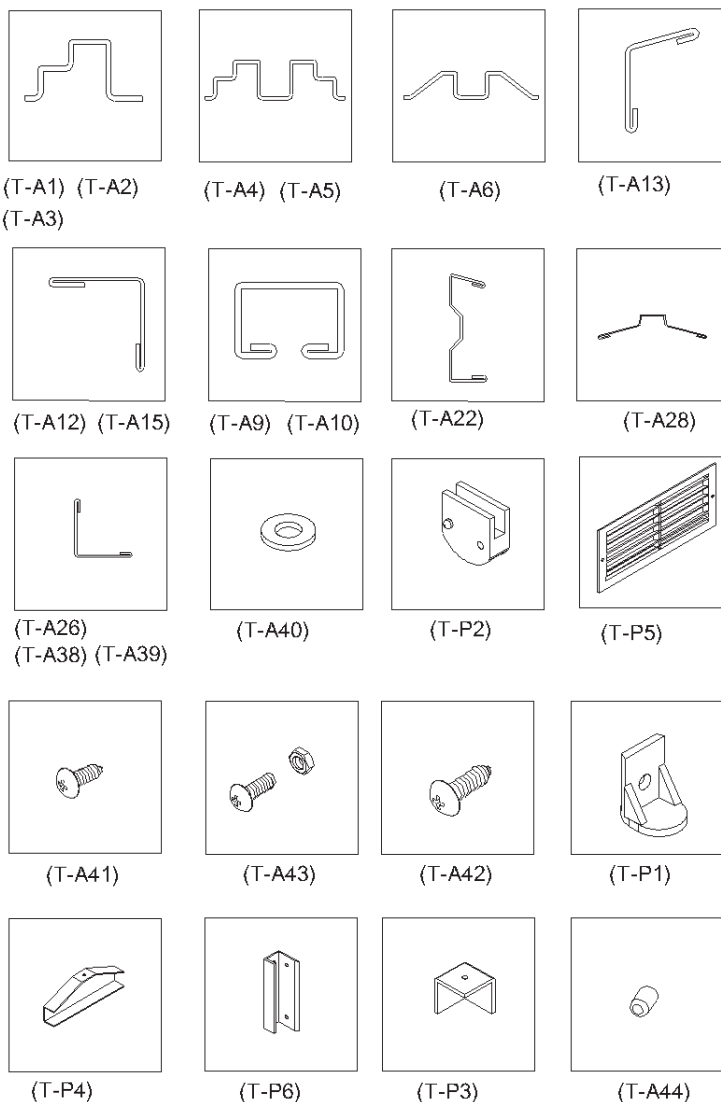 (T-A1) (T-A2)
(T-A3)
(T-A4) (T-A5)
(T-A6)
(T-A13)
(T-A12) (T-A15)
(T-A9) (T-A10)
(T-A22)
(T-A28)
(T-A26)
(T-A38) (T-A39)
(T-A40)
(T-P2)
(T-P5)
(T-A41)
(T-A43)
(T-A42)
(T-P1)
(T-P4)
(T-P6)
(T-P3)
(T-A44)